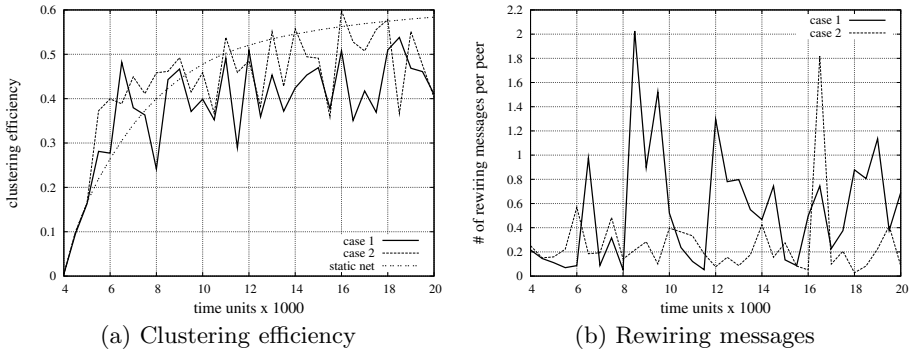 0.6
0.5
0.4
0.3
0.2
0.1
0
clustering efficiency
case 1
case 2
static net
4 6 8 10 12 14 16 18 20
time units x 1000
(a) Clustering efficiency
2.2
2
1.8
1.6
1.4
1.2
1
0.8
0.6
0.4
0.2
0
# of rewiring messages per peer
case 1
case 2
4 6 8 10 12 14 16 18 20
time units x 1000
(b) Rewiring messages